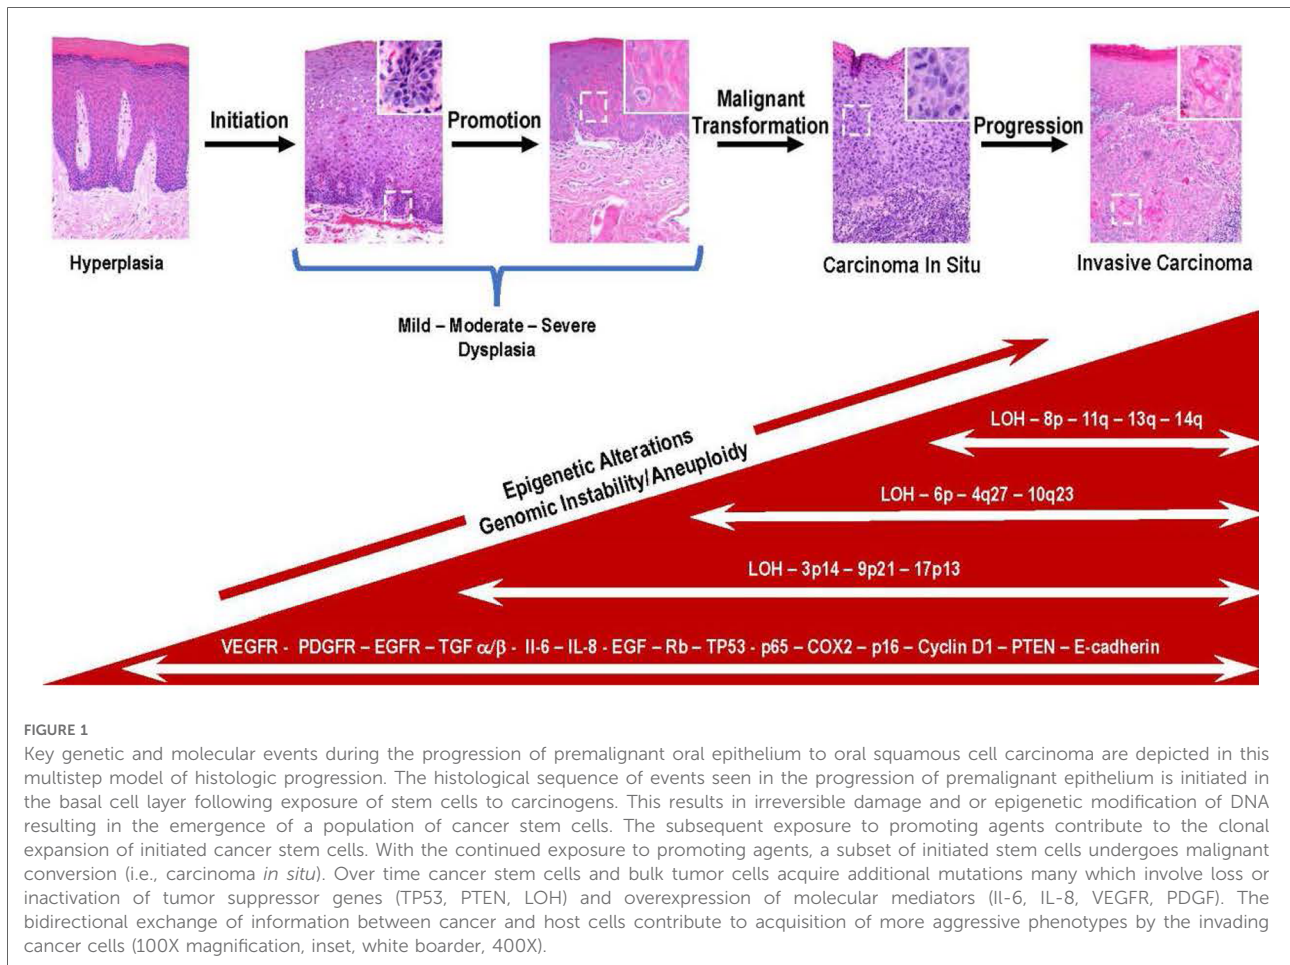 Initiation
Promotion
Malignant
Transformation
Progression
Hyperplasia
Carcinoma In Situ
Invasive Carcinoma
Mild – Moderate – Severe
Dysplasia
Epigenetic Alterations
Genomic Instability/Aneuploidy
LOH – 8p – 11q – 13q – 14q
LOH – 6p – 4q27 – 10q23
LOH – 3p14 – 9p21 – 17p13
VEGFR - PDGFR – EGFR – TGF α/β - Il-6 – IL-8 - EGF – Rb – TP53 - p65 – COX2 – p16 – Cyclin D1 – PTEN – E-cadherin
FIGURE 1
Key genetic and molecular events during the progression of premalignant oral epithelium to oral squamous cell carcinoma are depicted in this
multistep model of histologic progression. The histological sequence of events seen in the progression of premalignant epithelium is initiated in
the basal cell layer following exposure of stem cells to carcinogens. This results in irreversible damage and or epigenetic modification of DNA
resulting in the emergence of a population of cancer stem cells. The subsequent exposure to promoting agents contribute to the clonal
expansion of initiated cancer stem cells. With the continued exposure to promoting agents, a subset of initiated stem cells undergoes malignant
conversion (i.e., carcinoma in situ). Over time cancer stem cells and bulk tumor cells acquire additional mutations many which involve loss or
inactivation of tumor suppressor genes (TP53, PTEN, LOH) and overexpression of molecular mediators (Il-6, IL-8, VEGFR, PDGF). The
bidirectional exchange of information between cancer and host cells contribute to acquisition of more aggressive phenotypes by the invading
cancer cells (100X magnification, inset, white boarder, 400X).